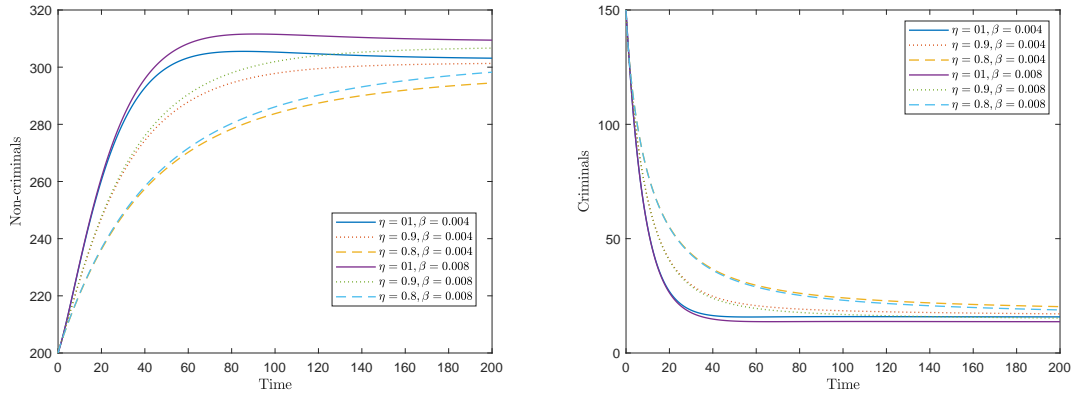 320
300
280
260
240
220
200
Non-criminals
0 20 40 60 80 100 120 140 160 180 200
Time
η = 01, β = 0.004
η = 0.9, β = 0.004
η = 0.8, β = 0.004
η = 01, β = 0.008
η = 0.9, β = 0.008
η = 0.8, β = 0.008
150
100
50
0
Criminals
0 20 40 60 80 100 120 140 160 180 200
Time
η = 01, β = 0.004
η = 0.9, β = 0.004
η = 0.8, β = 0.004
η = 01, β = 0.008
η = 0.9, β = 0.008
η = 0.8, β = 0.008